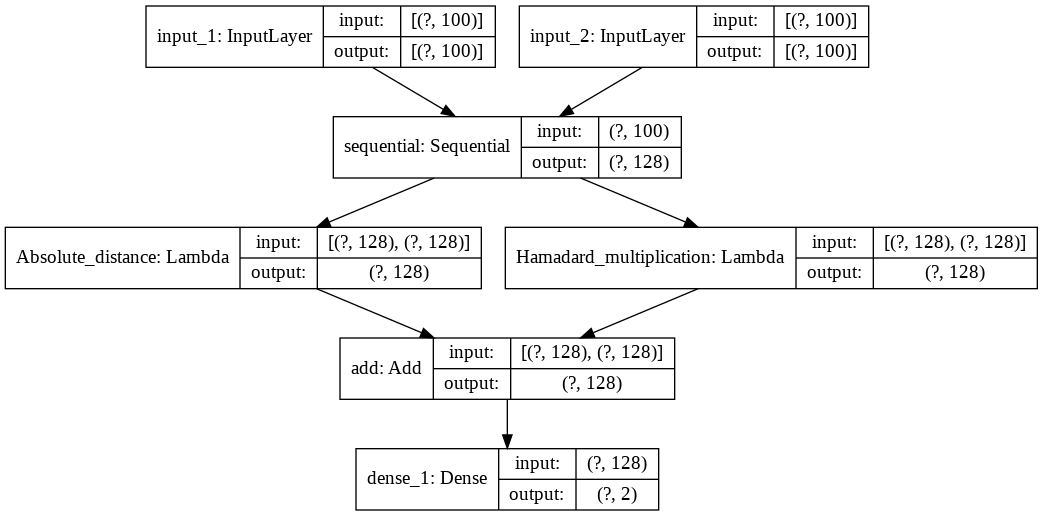 input_1: InputLayer
input:
[(?, 100)]
output:
[(?, 100)]
input_2: InputLayer
input:
[(?, 100)]
output:
[(?, 100)]
sequential: Sequential
input:
(?, 100)
output:
(?, 128)
Absolute_distance: Lambda
input:
[(?, 128), (?, 128)]
output:
(?, 128)
Hamadard_multiplication: Lambda
input:
[(?, 128), (?, 128)]
output:
(?, 128)
add: Add
input:
[(?, 128), (?, 128)]
output:
(?, 128)
dense_1: Dense
input:
(?, 128)
output:
(?, 2)